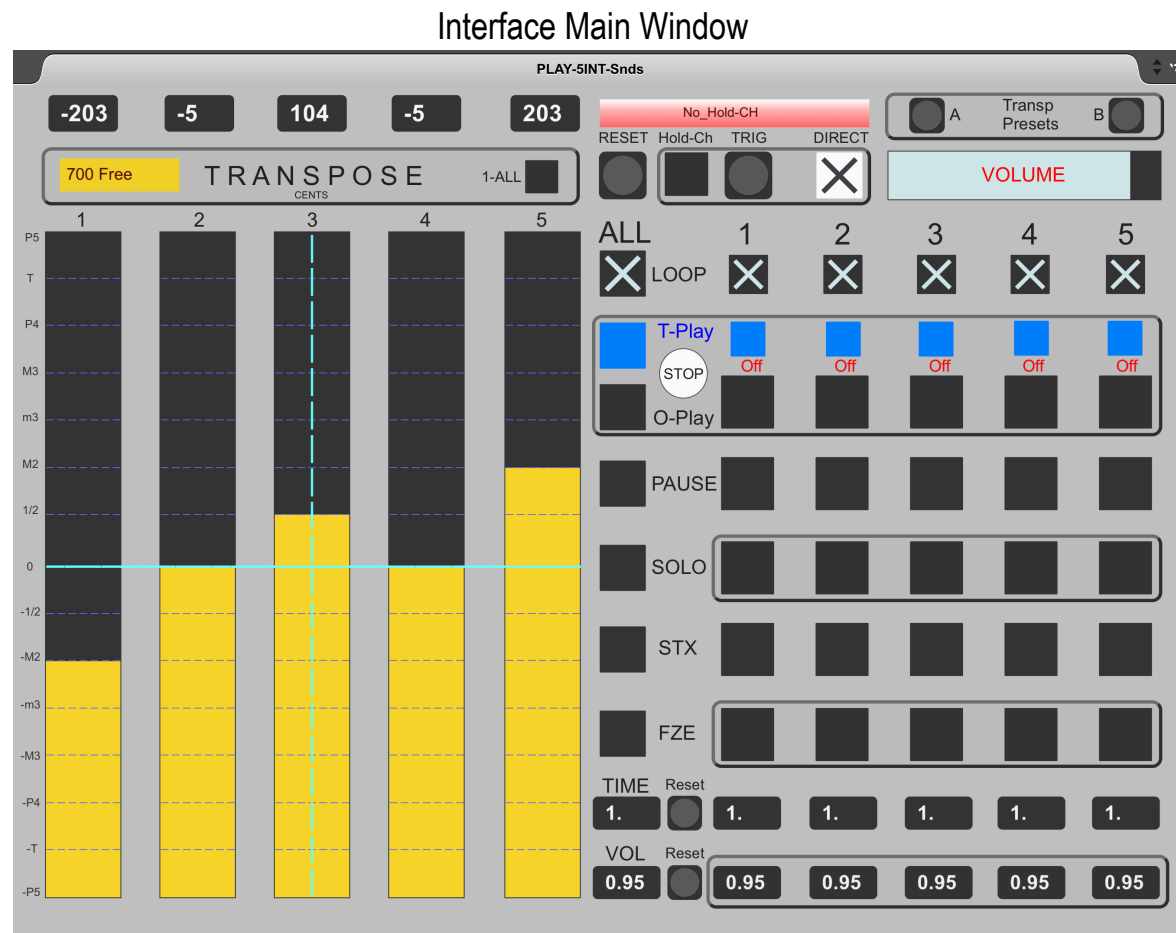 Interface Main Window
PLAY-5INT-Snds
-203 -5 104 -5 203
No_Hold-CH
A Transp Presets B
RESET Hold-Ch TRIG DIRECT
700 Free TRANSPOSE 1-ALL
CENTS
VOLUME
1 2 3 4 5
P5
T
P4
M3
m3
M2
1/2
0
-1/2
-M2
-m3
-M3
-P4
-T
-P5
ALL 1 2 3 4 5
LOOP
T-Play
Off Off Off Off Off
STOP
O-Play
PAUSE
SOLO
STX
FZE
TIME Reset
1. 1. 1. 1. 1. 1.
VOL Reset
0.95 0.95 0.95 0.95 0.95 0.95